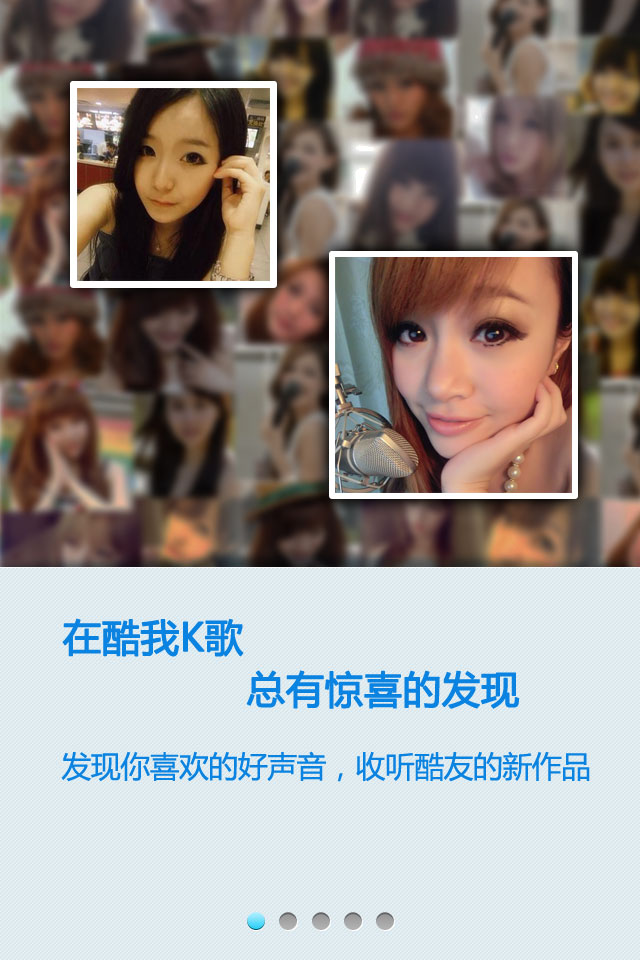 在酷我K歌
总有惊喜的发现
发现你喜欢的好声音，收听酷友的新作品